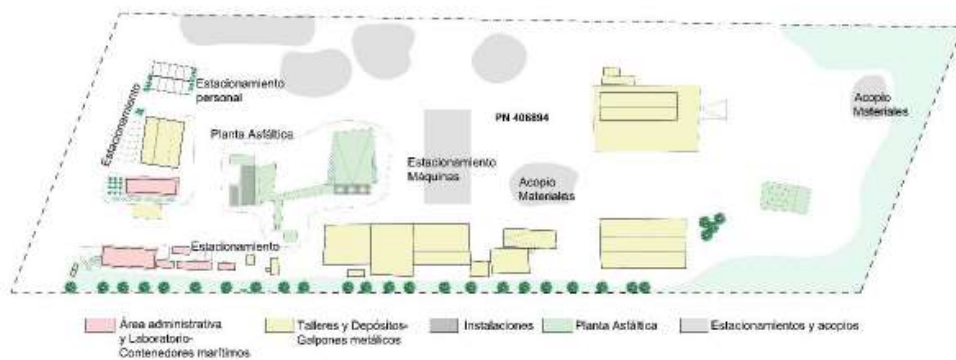 Estacionamiento
personal
Estacionamiento
Planta Asfáltica
PN 406894
Acopio
Materiales
Estacionamiento
Máquinas
Acopio
Materiales
Estacionamiento
Área administrativa
y Laboratorio-
Contenedores marítimos
Talleres y Depósitos-
Galpones metálicos
Instalaciones
Planta Asfáltica
Estacionamientos y acopios